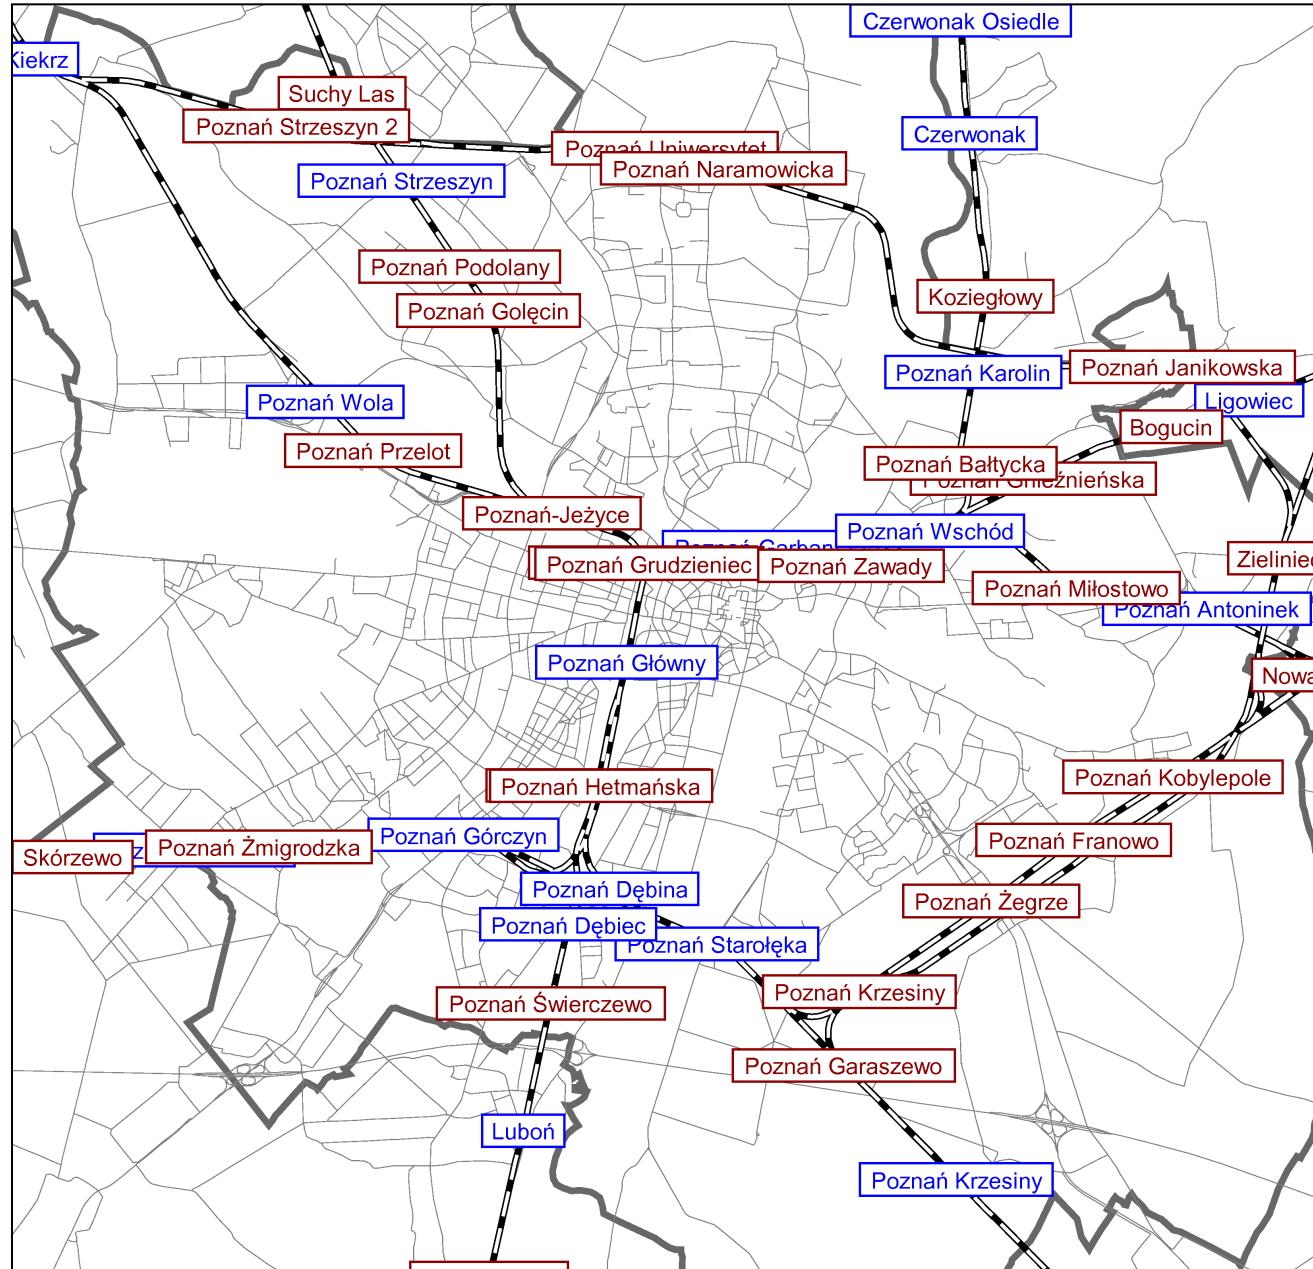 Czerwonak Osiedle
Kiekrz
Suchy Las
Poznań Strzeszyn 2
Czerwonak
Poznań Uniwersytet
Poznań Naramowicka
Poznań Strzeszyn
Poznań Podolany
Koziegłowy
Poznań Golęcin
Poznań Karolin
Poznań Janikowska
Poznań Wola
Ligowiec
Bogucin
Poznań Przelot
Poznań Bałtycka
Poznań Gnieźnieńska
Poznań-Jeżyce
Poznań Wschód
Poznań
Poznań Grudzieniec
Poznań Zawady
Zieliniec
Poznań Miłostowo
Poznań Antoninek
Poznań Główny
Nowa
Poznań Kobylepole
Poznań Hetmańska
Poznań Górczyn
Poznań Franowo
Poznań Żmigrodzka
Skórzewo
Poznań Dębina
Poznań Żegrze
Poznań Dębiec
Poznań Starołęka
Poznań Krzesiny
Poznań Świerczewo
Poznań Garaszewo
Luboń
Poznań Krzesiny